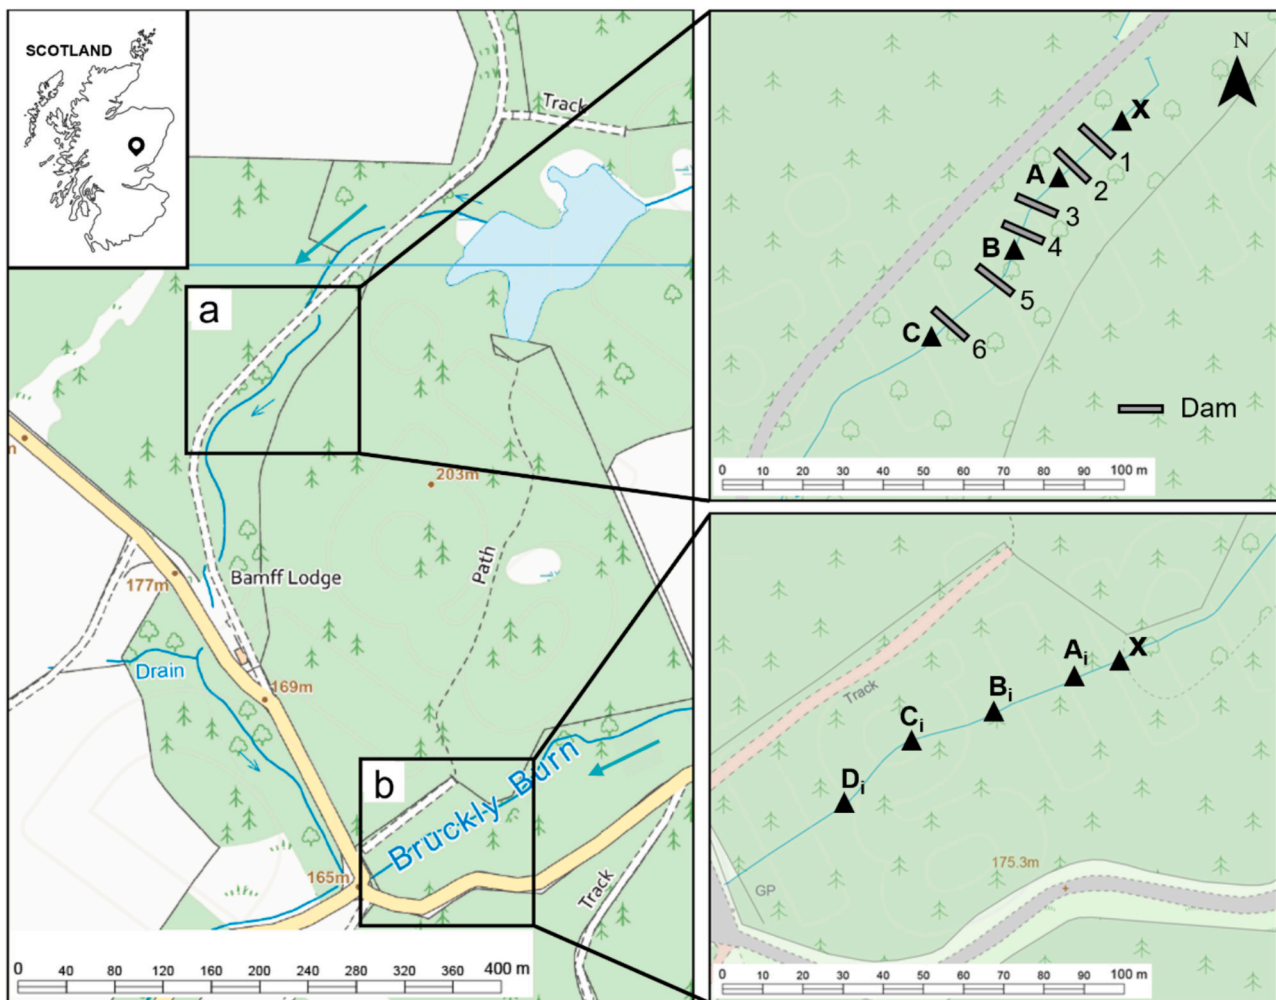 SCOTLAND
Track
a
203m
Path
177m
Bamff Lodge
Drain
169m
b
Bruckly Burn
165m
Track
0 40 80 120 160 200 240 280 320 360 400 m
N
X
1
2
A
3
4
B
5
6
C
Dam
0 10 20 30 40 50 60 70 80 90 100 m
X
Ai
Bi
Track
Ci
Di
175.3m
GP
0 10 20 30 40 50 60 70 80 90 100 m